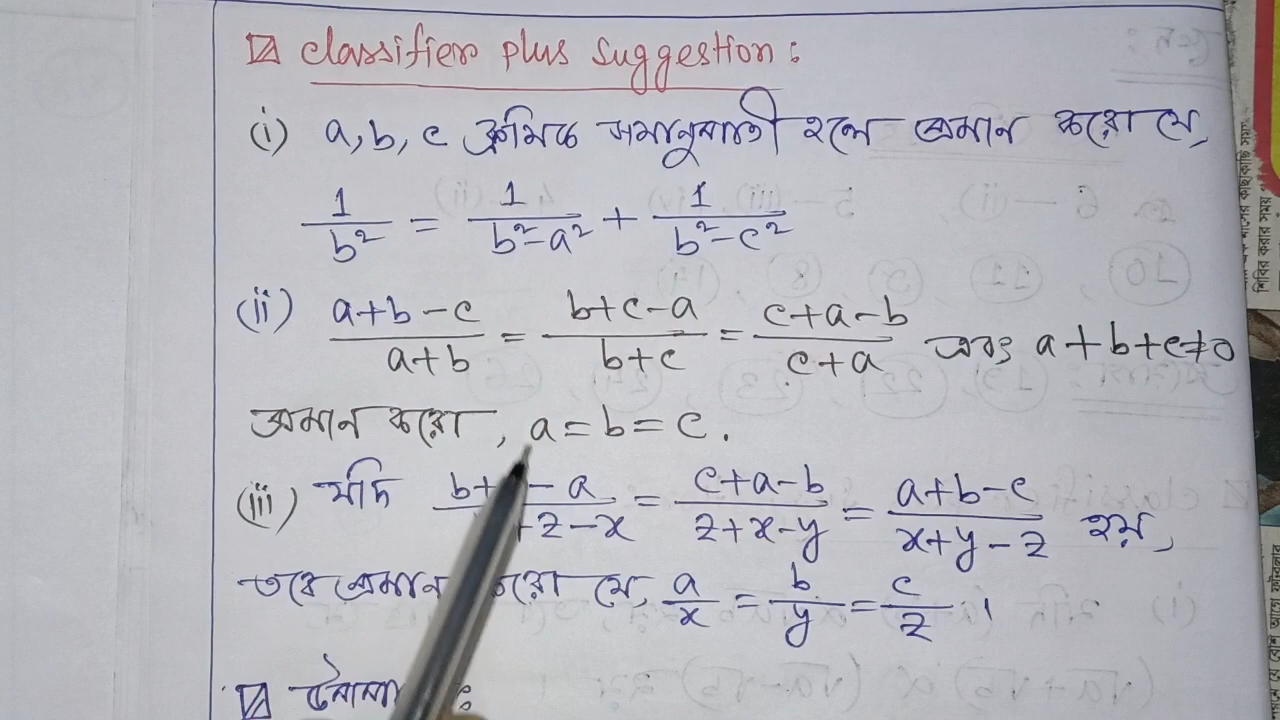 classifier plus suggestion:
(i) a, b, c ক্রমিক সমানুপাতী হলে প্রমান করো যে,
1/b² = 1/(b²-a²) + 1/(b²-c²)
(ii) (a+b-c)/(a+b) = (b+c-a)/(b+c) = (c+a-b)/(c+a) এবং a+b+c≠0
প্রমান করো, a=b=c.
(iii) যদি (b+ - a)/(+z-x) = (c+a-b)/(z+x-y) = (a+b-c)/(x+y-z) হয়,
তবে প্রমান করো যে, a/x = b/y = c/z ।